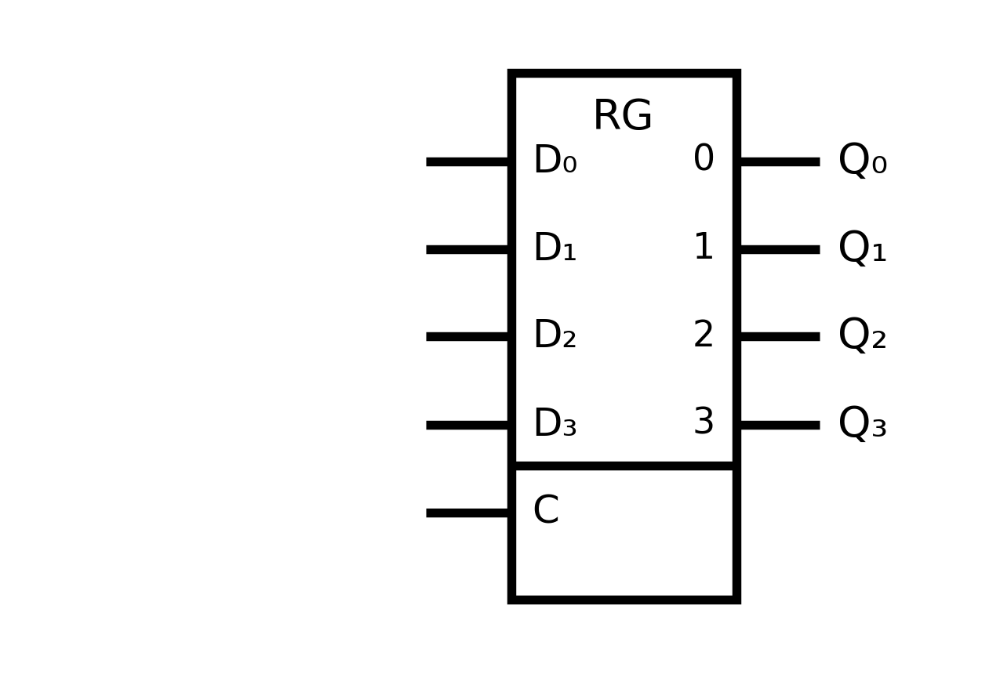 RG
D₀ 0 Q₀
D₁ 1 Q₁
D₂ 2 Q₂
D₃ 3 Q₃
C